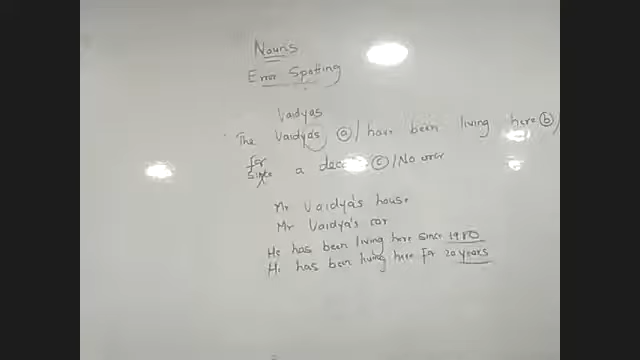 Nouns
Error Spotting
Vaidyas
The Vaidyas (a)/ have been living here (b)/
for
since a decade (c)/No error
Mr Vaidya's house
Mr Vaidya's car
He has been living here since 1980
He has been living here for 20 years